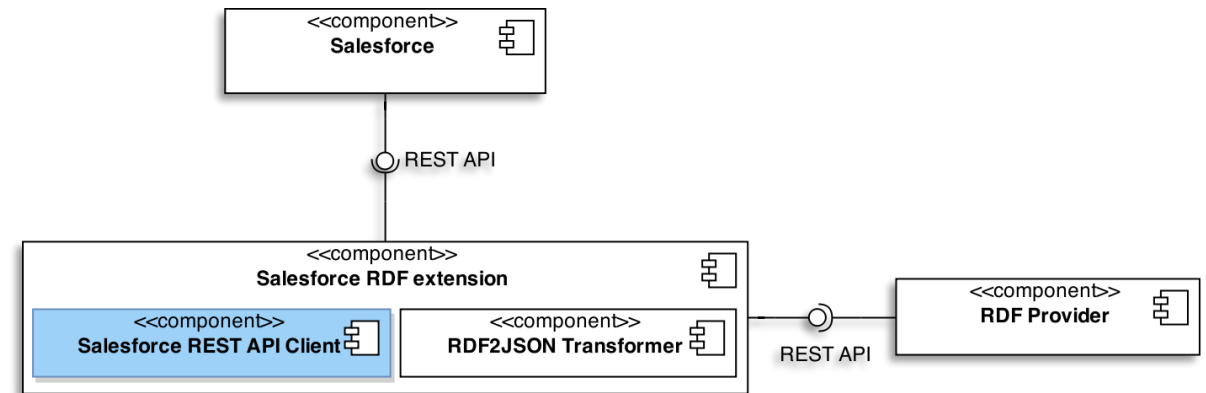 <<component>>
Salesforce
REST API
<<component>>
Salesforce RDF extension
<<component>>
Salesforce REST API Client
<<component>>
RDF2JSON Transformer
REST API
<<component>>
RDF Provider